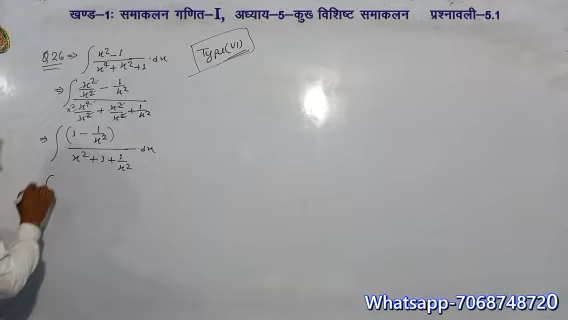 खण्ड-1: समाकलन गणित-I, अध्याय-5-कुछ विशिष्ट समाकलन प्रश्नावली-5.1
Q26 ⇒ ∫ x²-1 / x⁴+x²+1 · dx
Type(VI)
⇒ ∫ x²/x² - 1/x² / x⁴/x² + x²/x² + 1/x²
⇒ ∫ (1 - 1/x²) / x² + 1 + 1/x² · dx
∫
Whatsapp-7068748720